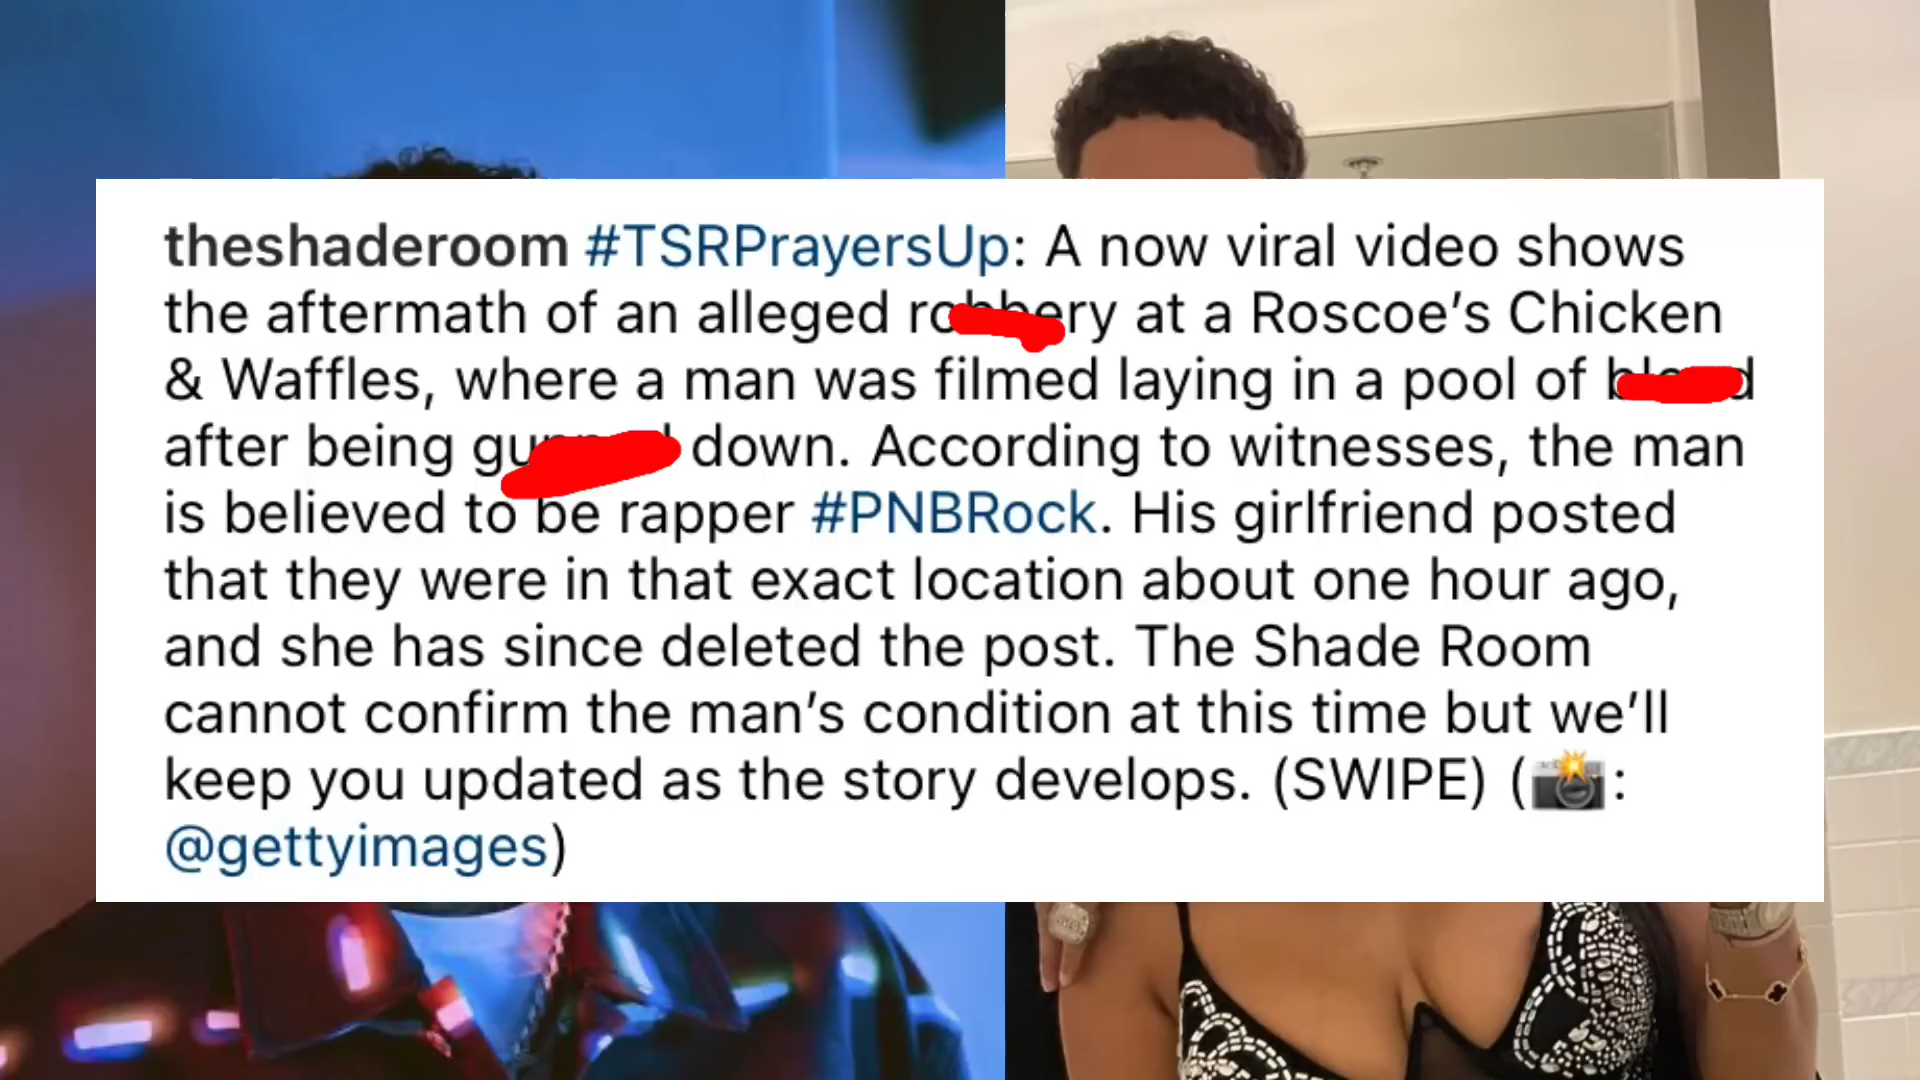 theshaderoom #TSRPrayersUp: A now viral video shows
the aftermath of an alleged robbery at a Roscoe's Chicken
& Waffles, where a man was filmed laying in a pool of blood
after being gunned down. According to witnesses, the man
is believed to be rapper #PNBRock. His girlfriend posted
that they were in that exact location about one hour ago,
and she has since deleted the post. The Shade Room
cannot confirm the man's condition at this time but we'll
keep you updated as the story develops. (SWIPE) (📸:
@gettyimages)